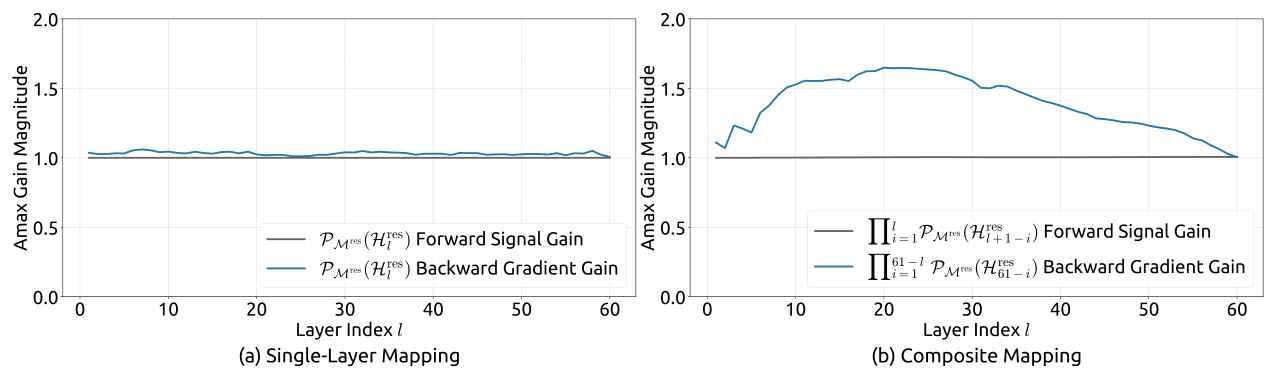 2.0
1.5
1.0
0.5
0.0
Amax Gain Magnitude
𝒫_{ℳ^{res}}(ℋ_l^{res}) Forward Signal Gain
𝒫_{ℳ^{res}}(ℋ_l^{res}) Backward Gradient Gain
0 10 20 30 40 50 60
Layer Index l
(a) Single-Layer Mapping
2.0
1.5
1.0
0.5
0.0
Amax Gain Magnitude
∏_{i=1}^{l} 𝒫_{ℳ^{res}}(ℋ_{l+1-i}^{res}) Forward Signal Gain
∏_{i=1}^{61-l} 𝒫_{ℳ^{res}}(ℋ_{61-i}^{res}) Backward Gradient Gain
0 10 20 30 40 50 60
Layer Index l
(b) Composite Mapping